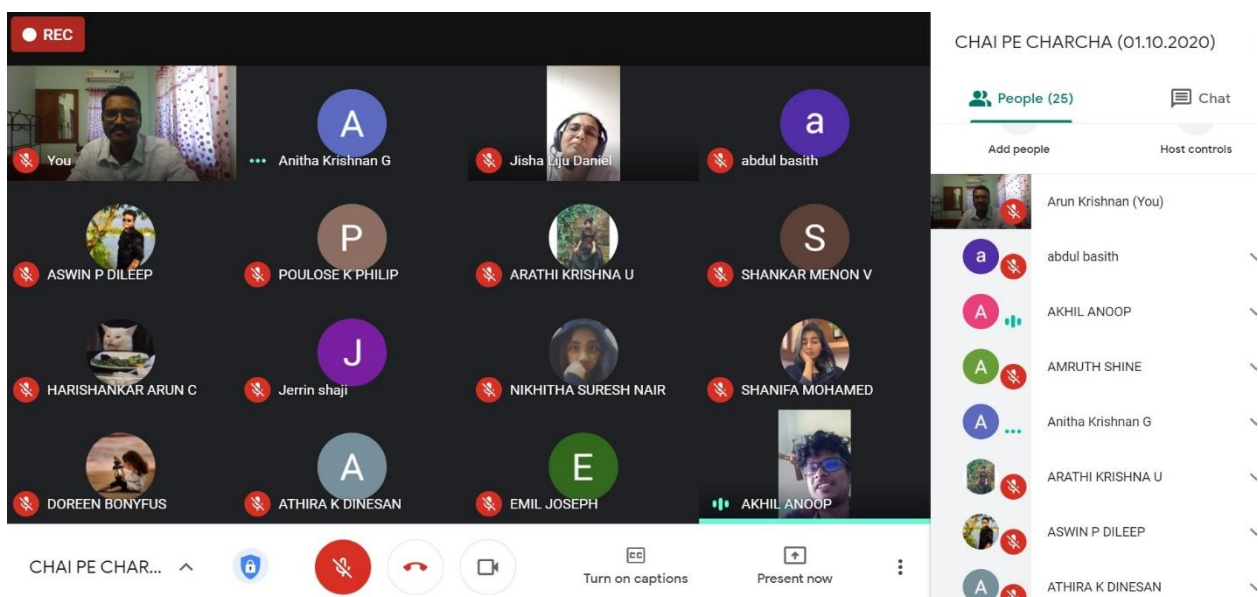 REC
CHAI PE CHARCHA (01.10.2020)
People (25)
Chat
Add people
Host controls
You
A
Anitha Krishnan G
Jisha Liju Daniel
a
abdul basith
ASWIN P DILEEP
P
POULOSE K PHILIP
ARATHI KRISHNA U
S
SHANKAR MENON V
HARISHANKAR ARUN C
J
Jerrin shaji
NIKHITHA SURESH NAIR
SHANIFA MOHAMED
DOREEN BONYFUS
A
ATHIRA K DINESAN
E
EMIL JOSEPH
AKHIL ANOOP
Arun Krishnan (You)
a
abdul basith
A
AKHIL ANOOP
A
AMRUTH SHINE
A
Anitha Krishnan G
ARATHI KRISHNA U
ASWIN P DILEEP
A
ATHIRA K DINESAN
CHAI PE CHAR...
CC
Turn on captions
Present now